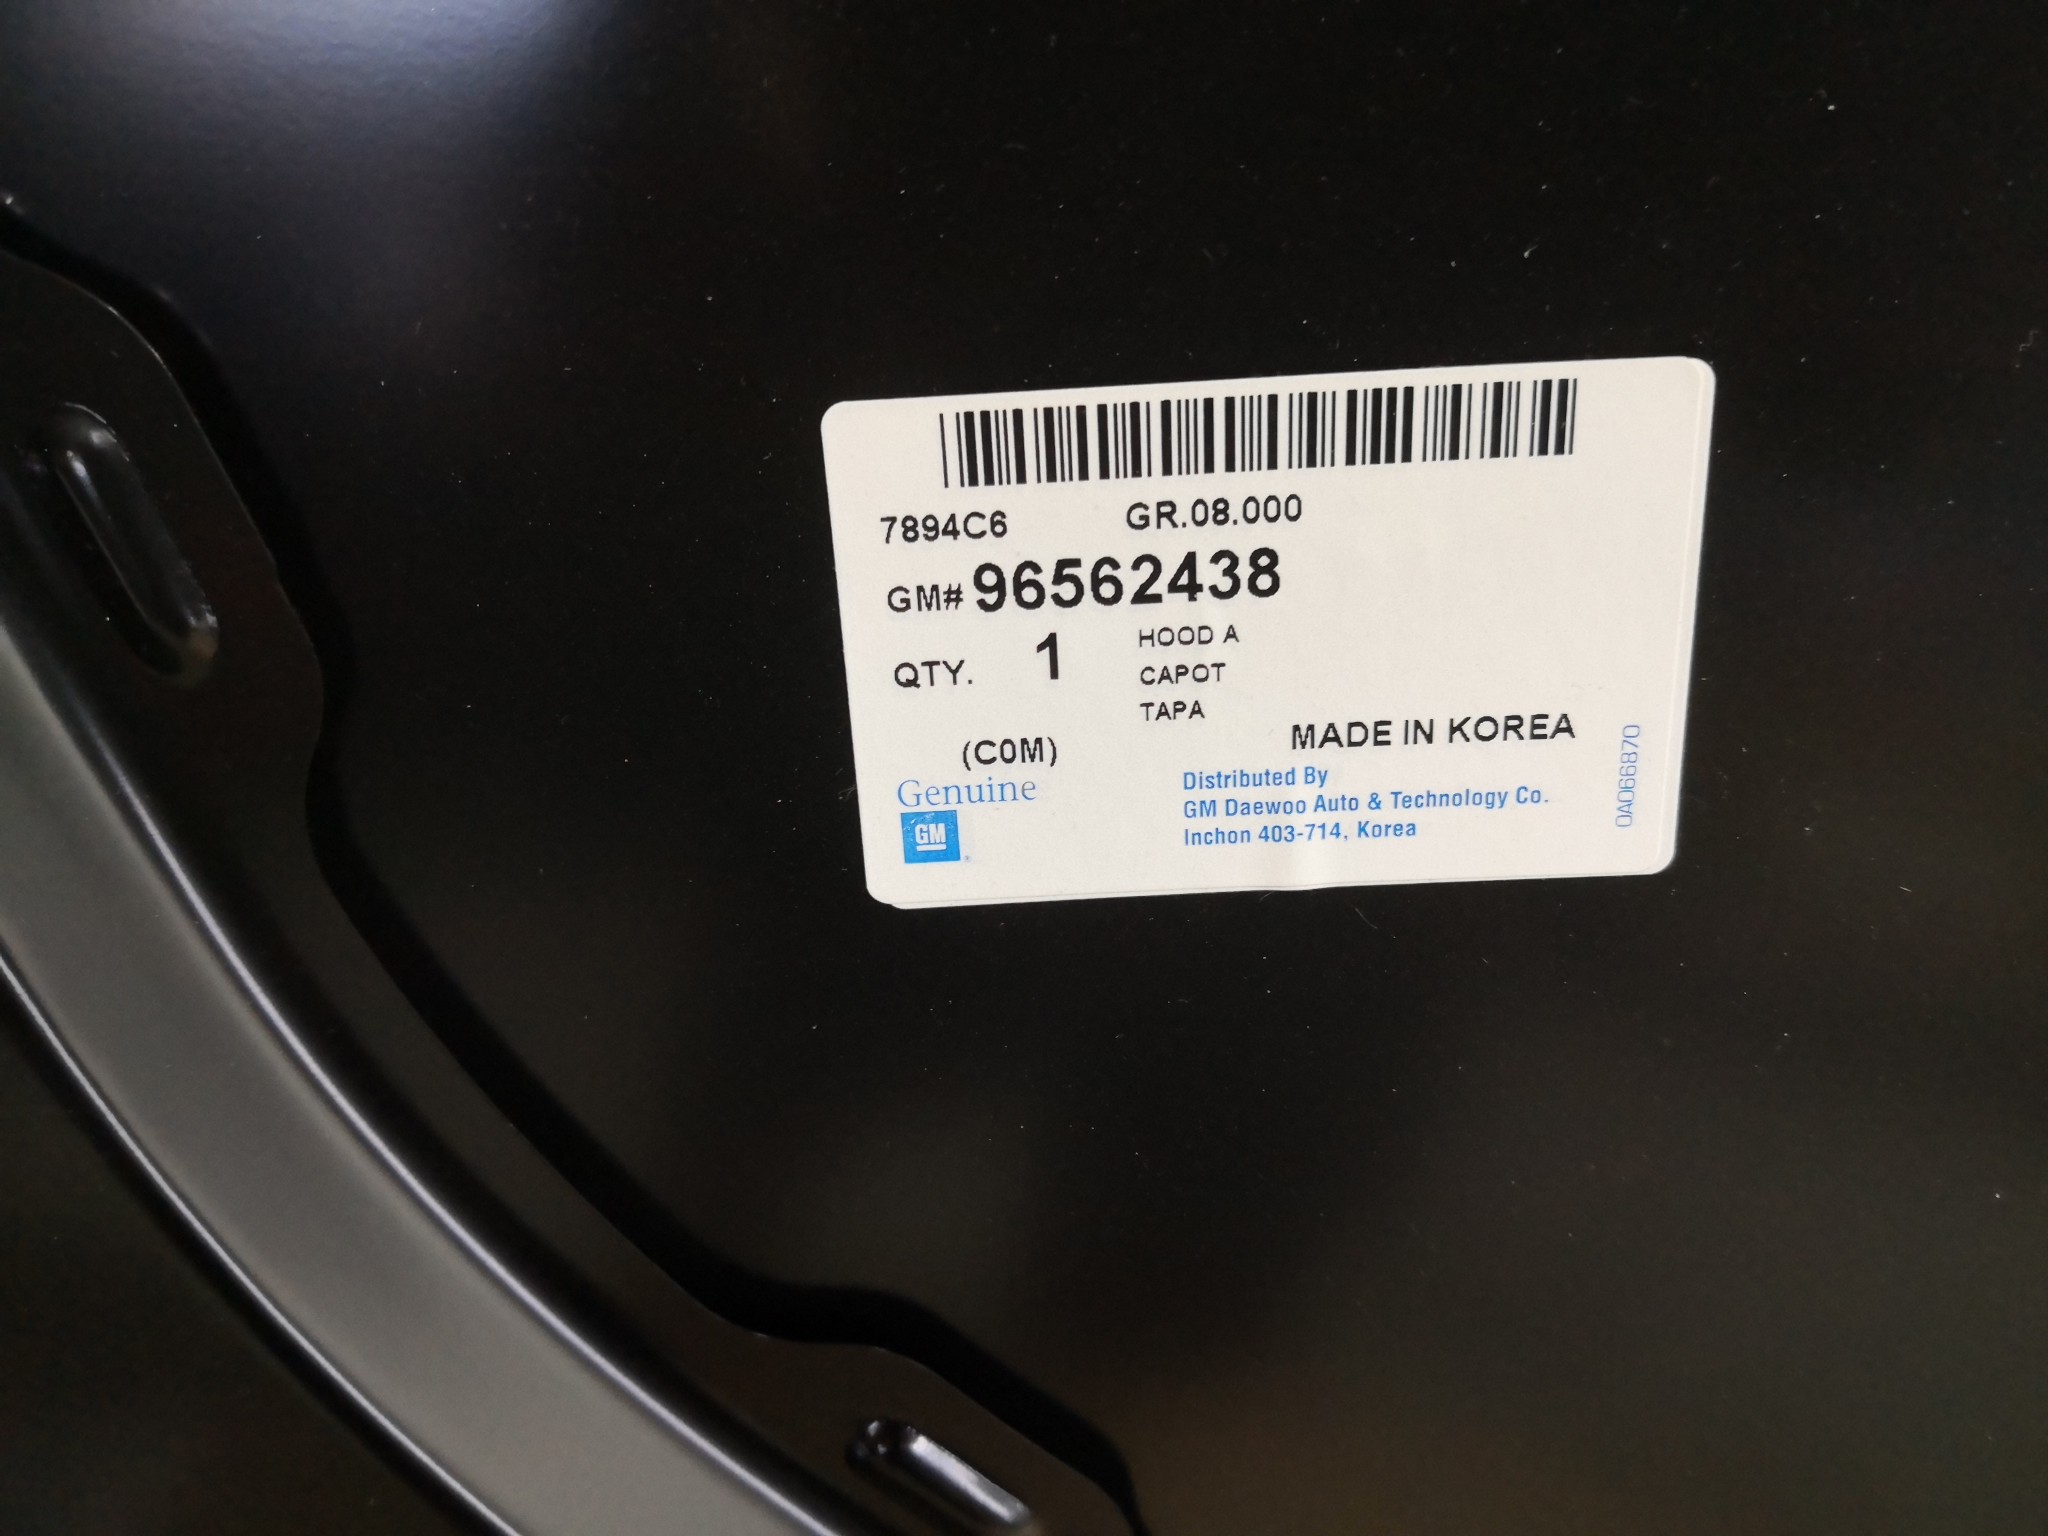 7894C6 GR.08.000
GM# 96562438
QTY. 1 HOOD A
CAPOT
TAPA
(C0M) MADE IN KOREA
Genuine
GM
Distributed By
GM Daewoo Auto & Technology Co.
Inchon 403-714, Korea
0A066870